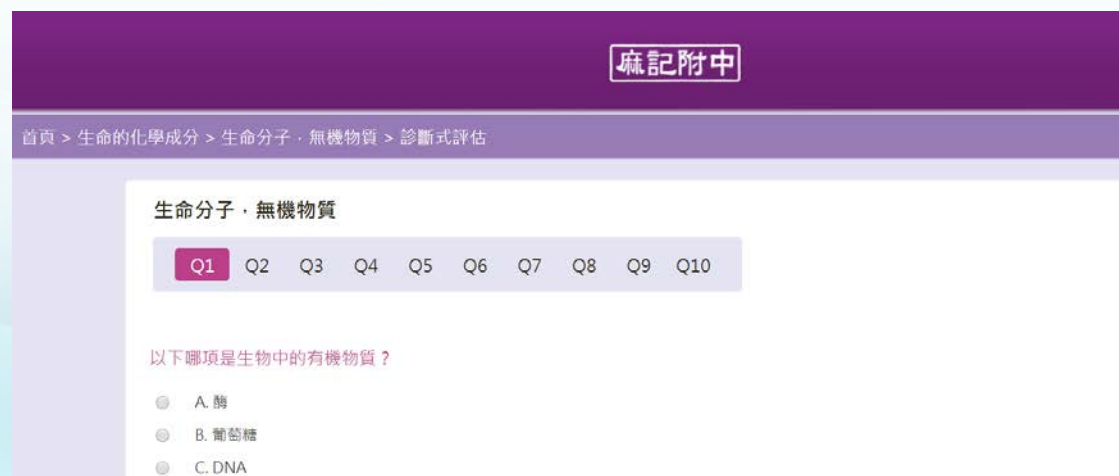 麻記附中
首頁 > 生命的化學成分 > 生命分子．無機物質 > 診斷式評估
生命分子．無機物質
Q1 Q2 Q3 Q4 Q5 Q6 Q7 Q8 Q9 Q10
以下哪項是生物中的有機物質？
A. 酶
B. 葡萄糖
C. DNA